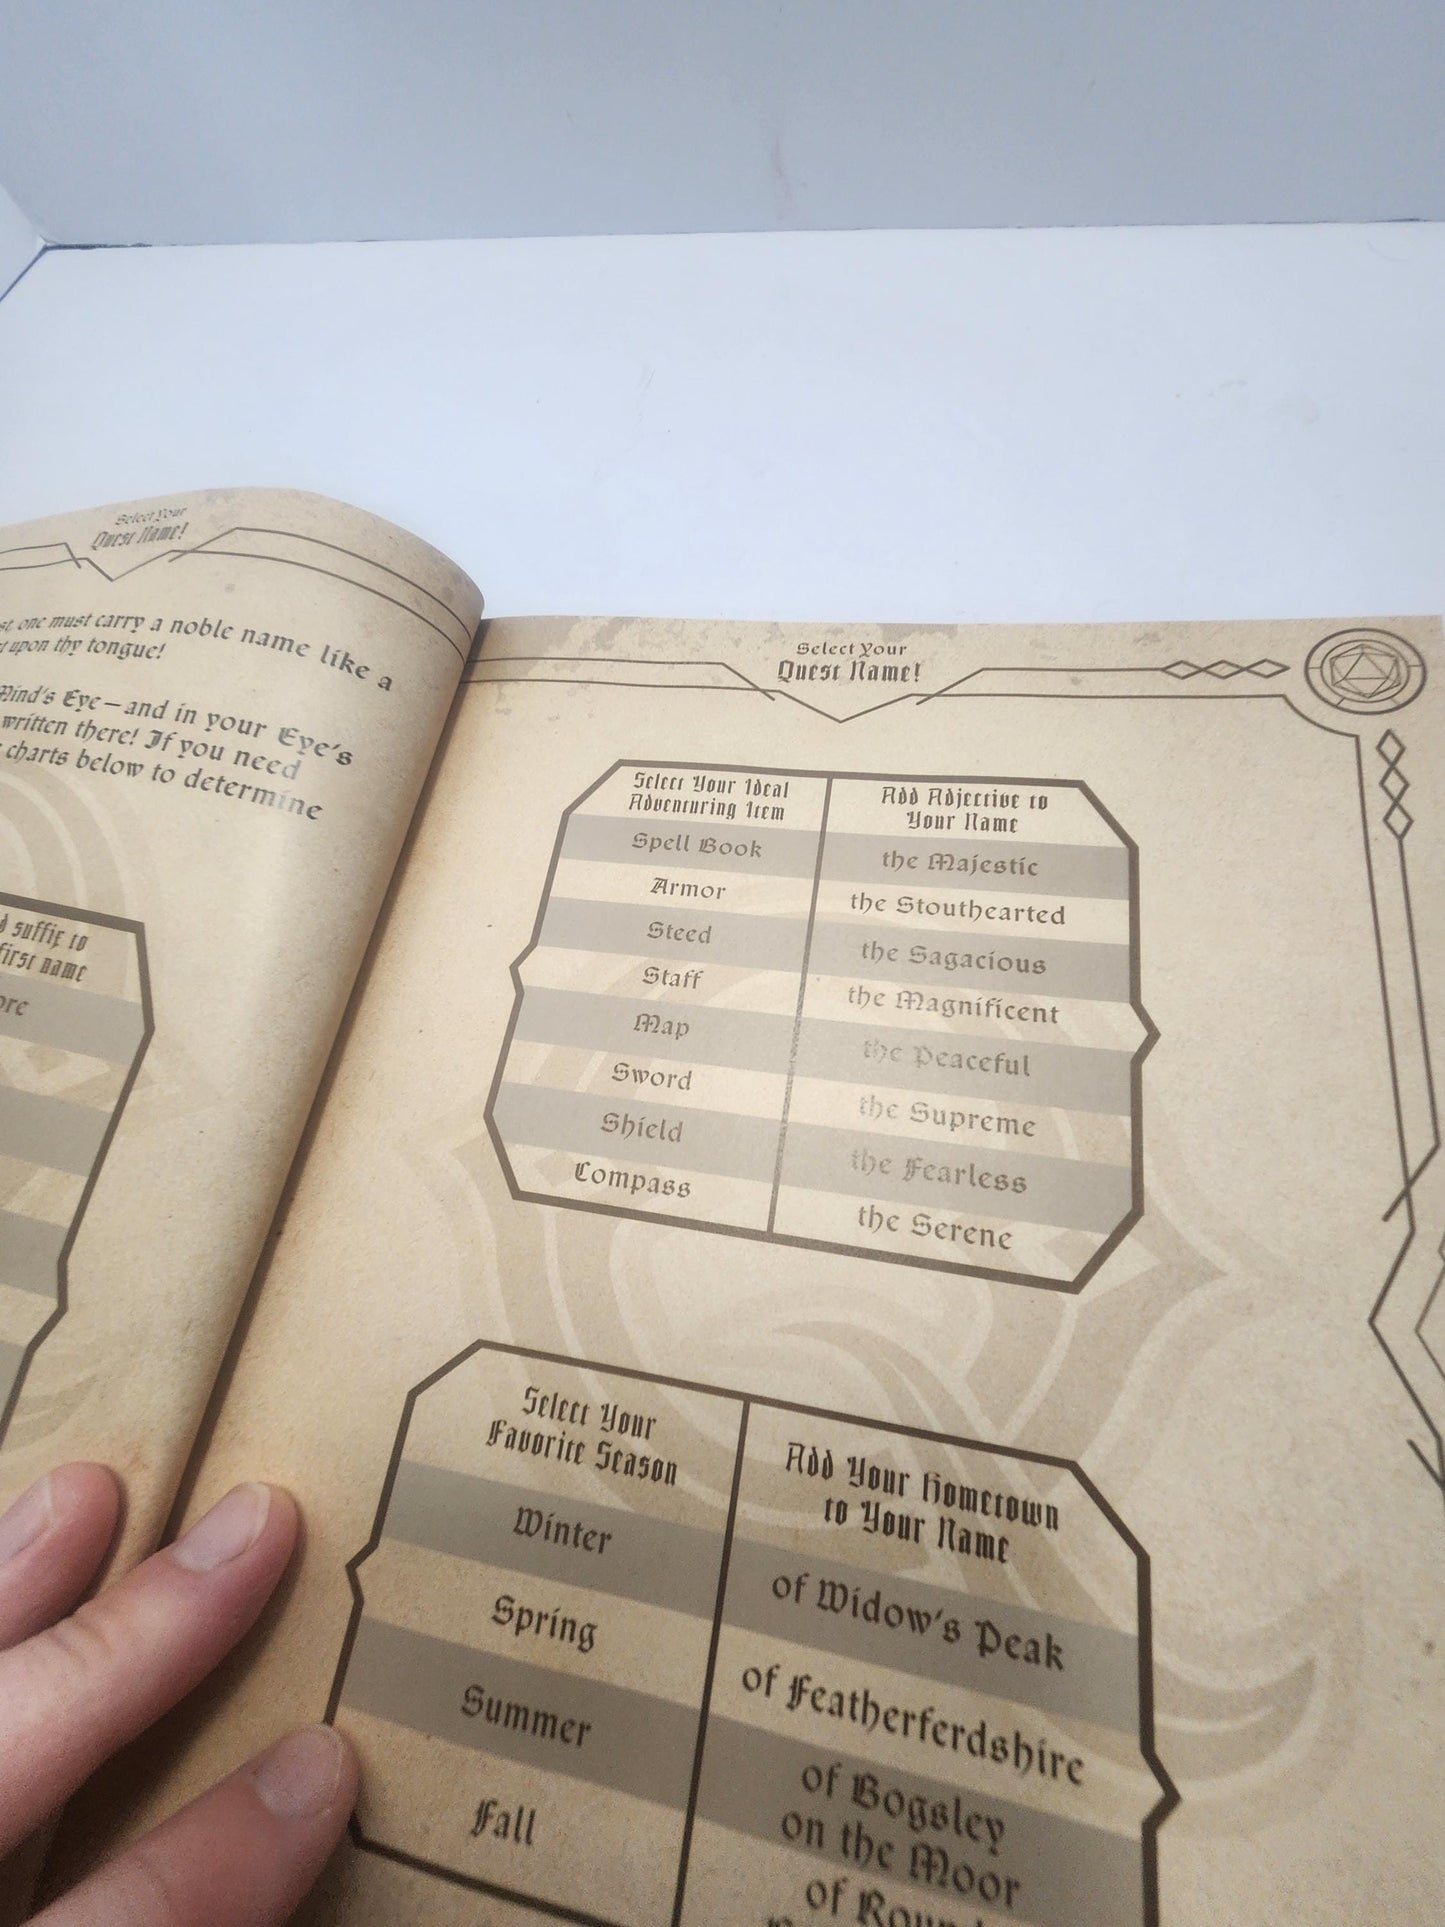 Select Your
Quest Name!
one must carry a noble name like a
upon thy tongue!
Mind's Eye—and in your Eye's
written there! If you need
charts below to determine
suffix to
first name
Select Your
Quest Name!
Select Your Ideal
Adventuring Item
Add Adjective to
Your Name
Spell Book
the Majestic
Armor
the Stouthearted
Steed
the Sagacious
Staff
the Magnificent
Map
the Peaceful
Sword
the Supreme
Shield
the Fearless
Compass
the Serene
Select Your
Favorite Season
Add Your Hometown
to Your Name
Winter
of Widow's Peak
Spring
of Featherferdshire
Summer
of Bogsley
on the Moor
Fall
of